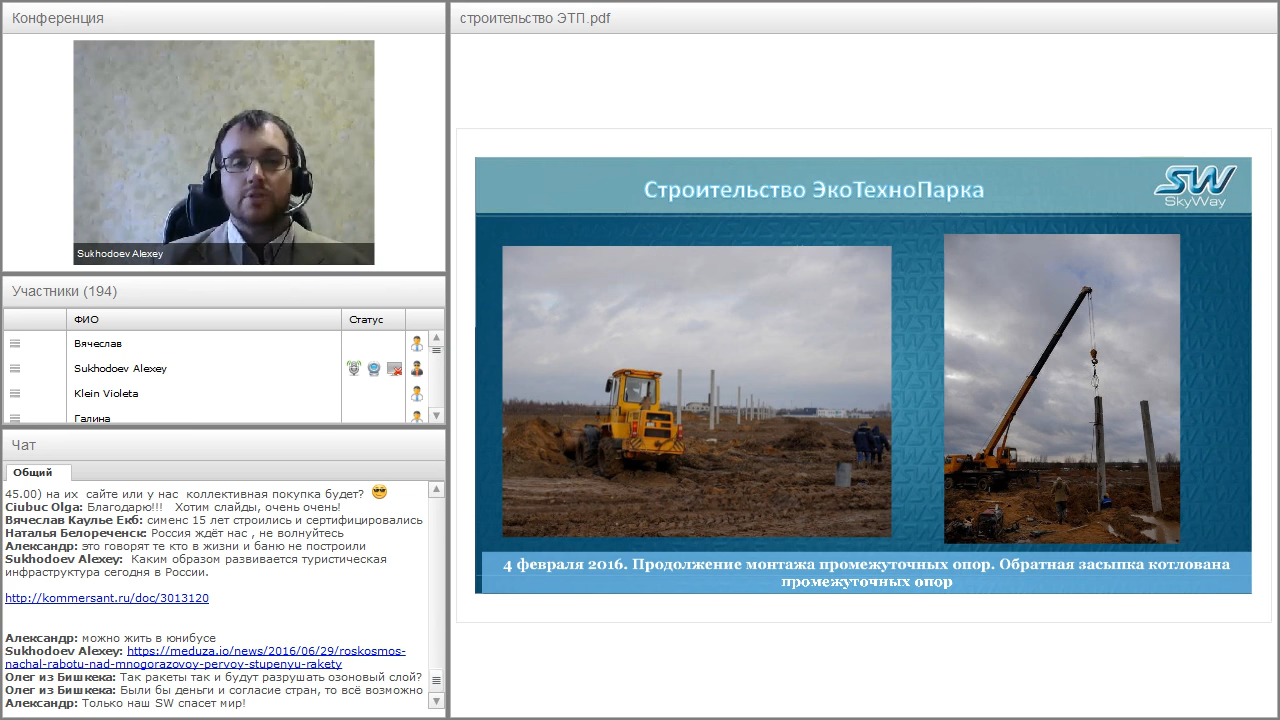 Конференция
Sukhodoev Alexey
Участники (194)
ФИО
Статус
Вячеслав
Sukhodoev Alexey
Klein Violeta
Галина
Чат
Общий
45.00) на их сайте или у нас коллективная покупка будет?
Ciubuc Olga: Благодарю!!! Хотим слайды, очень очень!
Вячеслав Каулье Екб: сименс 15 лет строились и сертифицировались
Наталья Белореченск: Россия ждёт нас , не волнуйтесь
Александр: это говорят те кто в жизни и баню не построили
Sukhodoev Alexey: Каким образом развивается туристическая
инфраструктура сегодня в России.
http://kommersant.ru/doc/3013120
Александр: можно жить в юнибусе
Sukhodoev Alexey: https://meduza.io/news/2016/06/29/roskosmos-
nachal-rabotu-nad-mnogorazovoy-pervoy-stupenyu-rakety
Олег из Бишкека: Так ракеты так и будут разрушать озоновый слой?
Олег из Бишкека: Были бы деньги и согласие стран, то всё возможно
Александр: Только наш SW спасет мир!
строительство ЭТП.pdf
Строительство ЭкоТехноПарка
SW
SkyWay
4 февраля 2016. Продолжение монтажа промежуточных опор. Обратная засыпка котлована
промежуточных опор